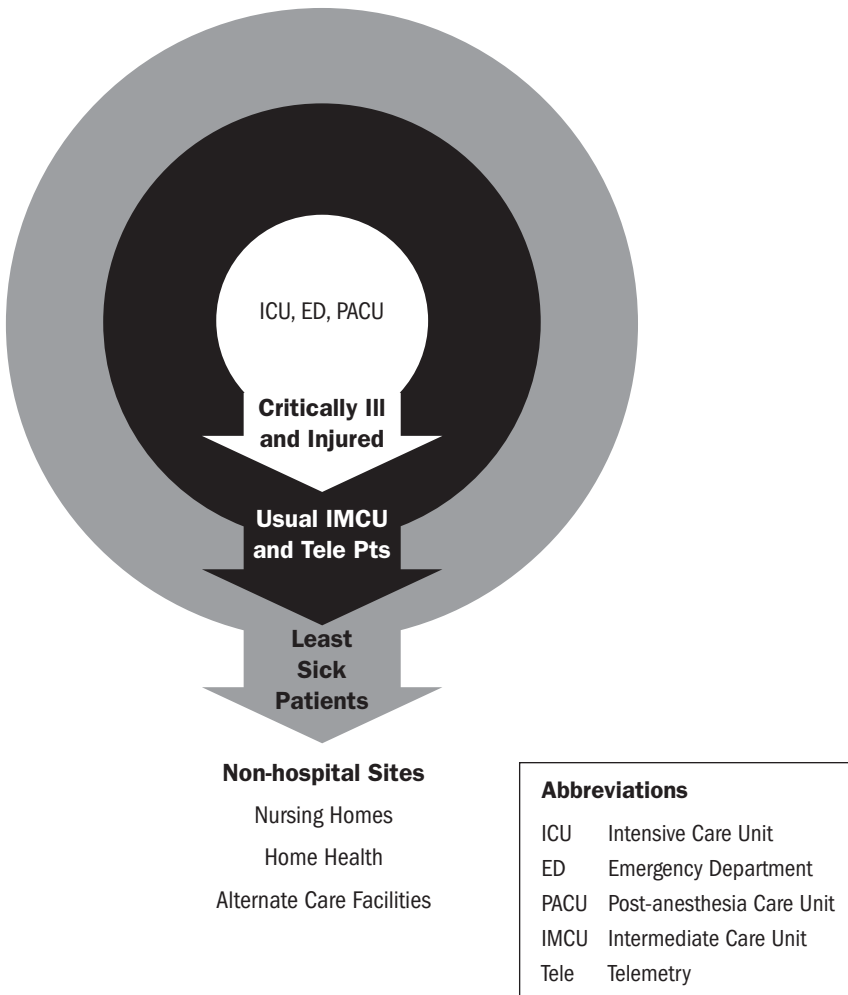 ICU, ED, PACU
Critically Ill
and Injured
Usual IMCU
and Tele Pts
Least
Sick
Patients
Non-hospital Sites
Nursing Homes
Home Health
Alternate Care Facilities
Abbreviations
ICU Intensive Care Unit
ED Emergency Department
PACU Post-anesthesia Care Unit
IMCU Intermediate Care Unit
Tele Telemetry